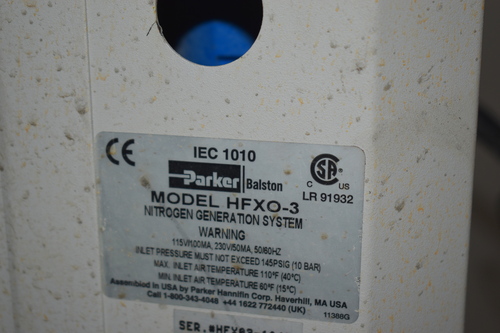 CE IEC 1010
Parker Balston
C SA US
MODEL HFXO-3
LR 91932
NITROGEN GENERATION SYSTEM
WARNING
115V/100MA, 230V/50MA, 50/60HZ
INLET PRESSURE MUST NOT EXCEED 145PSIG (10 BAR)
MAX. INLET AIR TEMPERATURE 110°F (40°C)
MIN. INLET AIR TEMPERATURE 60°F (15°C)
Assembled in USA by Parker Hannifin Corp. Haverhill, MA USA
Call 1-800-343-4048 +44 1622 772440 (UK)
11388G